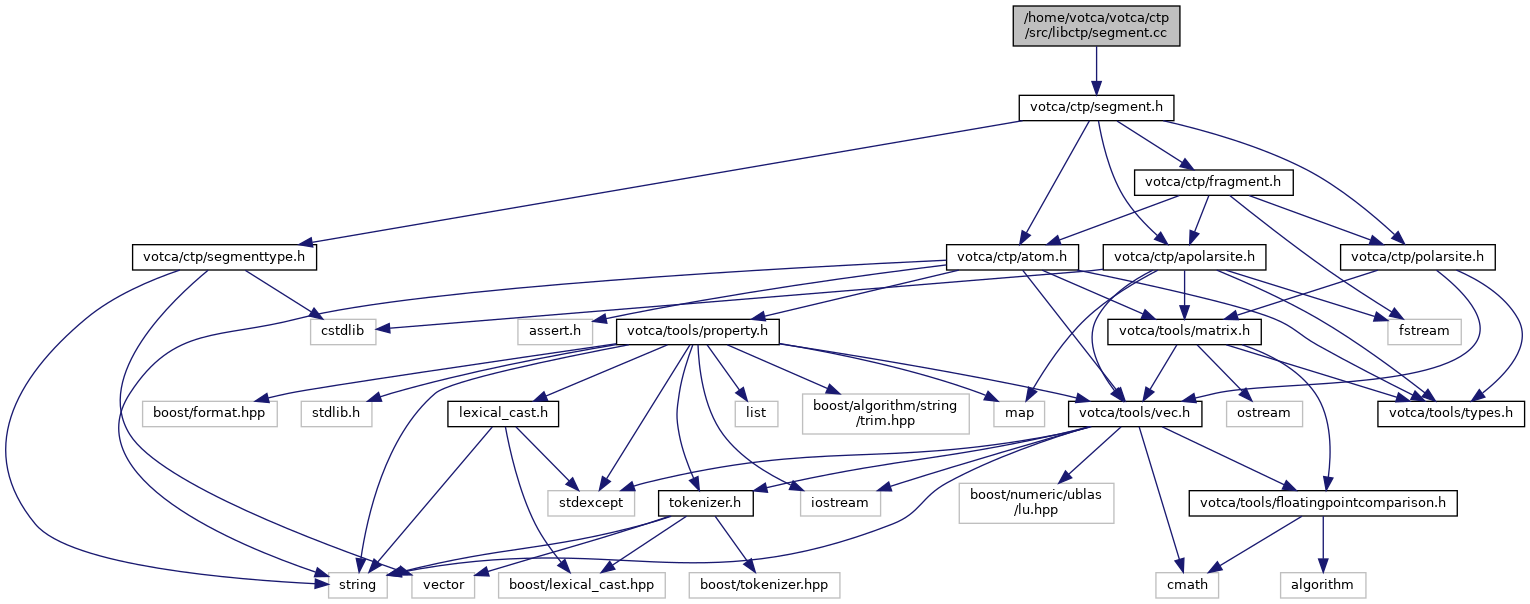 /home/votca/votca/ctp
/src/libctp/segment.cc
votca/ctp/segment.h
votca/ctp/fragment.h
votca/ctp/segmenttype.h
votca/ctp/atom.h
votca/ctp/apolarsite.h
votca/ctp/polarsite.h
cstdlib
assert.h
votca/tools/property.h
votca/tools/matrix.h
fstream
boost/format.hpp
stdlib.h
lexical_cast.h
list
boost/algorithm/string
/trim.hpp
map
votca/tools/vec.h
ostream
votca/tools/types.h
stdexcept
tokenizer.h
iostream
boost/numeric/ublas
/lu.hpp
votca/tools/floatingpointcomparison.h
string
vector
boost/lexical_cast.hpp
boost/tokenizer.hpp
cmath
algorithm